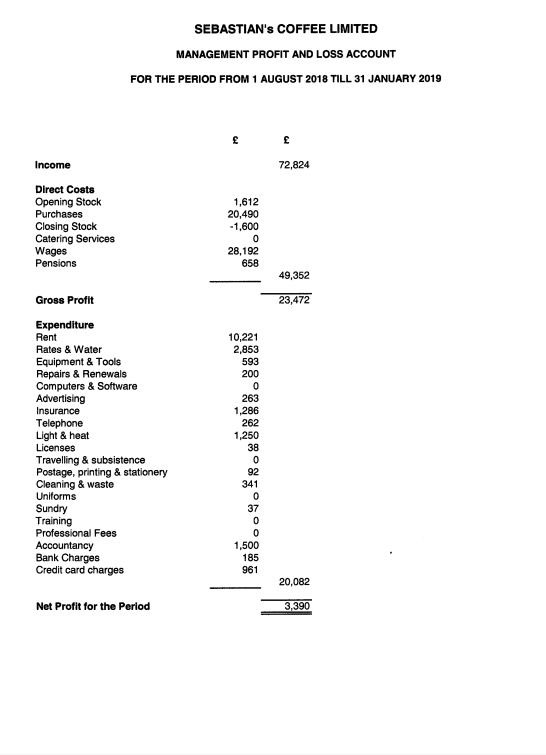 SEBASTIAN's COFFEE LIMITED
MANAGEMENT PROFIT AND LOSS ACCOUNT
FOR THE PERIOD FROM 1 AUGUST 2018 TILL 31 JANUARY 2019
£ £
Income 72,824
Direct Costs
Opening Stock 1,612
Purchases 20,490
Closing Stock -1,600
Catering Services 0
Wages 28,192
Pensions 658
49,352
Gross Profit 23,472
Expenditure
Rent 10,221
Rates & Water 2,853
Equipment & Tools 593
Repairs & Renewals 200
Computers & Software 0
Advertising 263
Insurance 1,286
Telephone 262
Light & heat 1,250
Licenses 38
Travelling & subsistence 0
Postage, printing & stationery 92
Cleaning & waste 341
Uniforms 0
Sundry 37
Training 0
Professional Fees 0
Accountancy 1,500
Bank Charges 185
Credit card charges 961
20,082
Net Profit for the Period 3,390